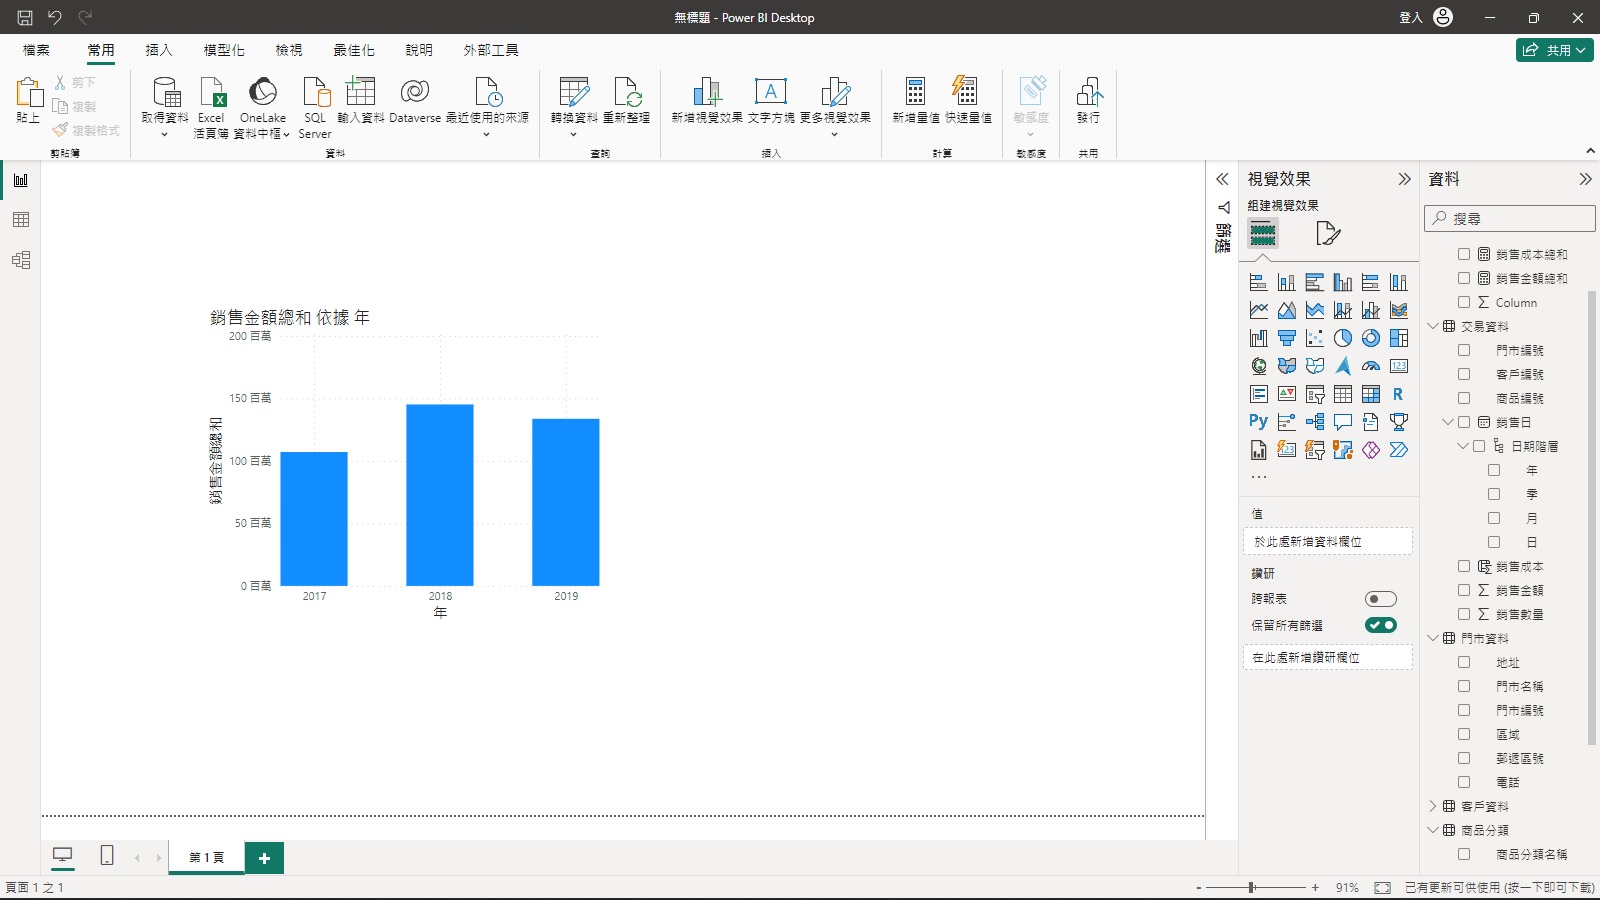 無標題 - Power BI Desktop
登入
檔案 常用 插入 模型化 檢視 最佳化 說明 外部工具
共用
貼上
剪下
複製
複製格式
剪貼簿
取得資料
Excel
活頁簿
OneLake
資料中樞
SQL
Server
輸入資料
Dataverse
最近使用的來源
資料
轉換資料
重新整理
查詢
新增視覺效果
文字方塊
更多視覺效果
插入
新增量值
快速量值
計算
敏感度
敏感度
發行
共用
銷售金額總和 依據 年
200 百萬
150 百萬
100 百萬
50 百萬
0 百萬
銷售金額總和
2017 2018 2019
年
篩選
視覺效果
組建視覺效果
123
R
Py
123
...
值
於此處新增資料欄位
鑽研
跨報表
保留所有篩選
在此處新增鑽研欄位
資料
搜尋
銷售成本總和
銷售金額總和
Column
交易資料
門市編號
客戶編號
商品編號
銷售日
日期階層
年
季
月
日
銷售成本
銷售金額
銷售數量
門市資料
地址
門市名稱
門市編號
區域
郵遞區號
電話
客戶資料
商品分類
商品分類名稱
第 1 頁
頁面 1 之 1
- + 91%
已有更新可供使用 (按一下即可下載)